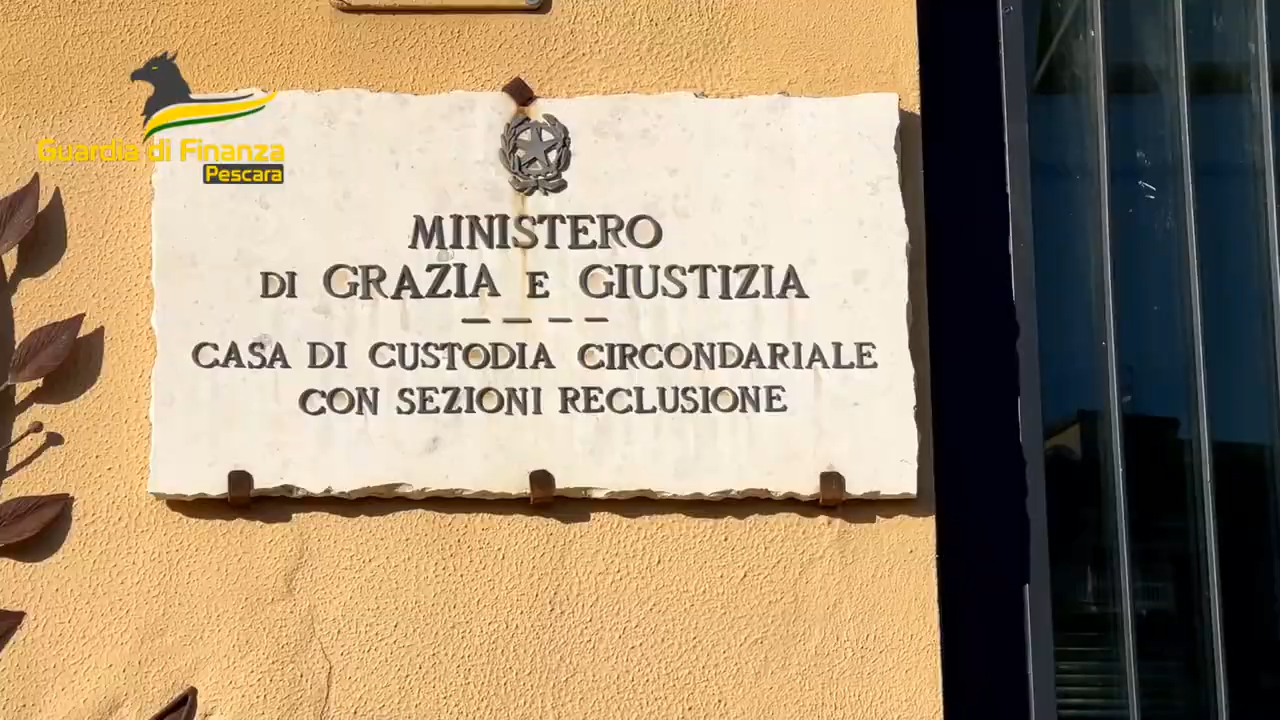 Guardia di Finanza
Pescara
MINISTERO
DI GRAZIA E GIUSTIZIA
CASA DI CUSTODIA CIRCONDARIALE
CON SEZIONI RECLUSIONE